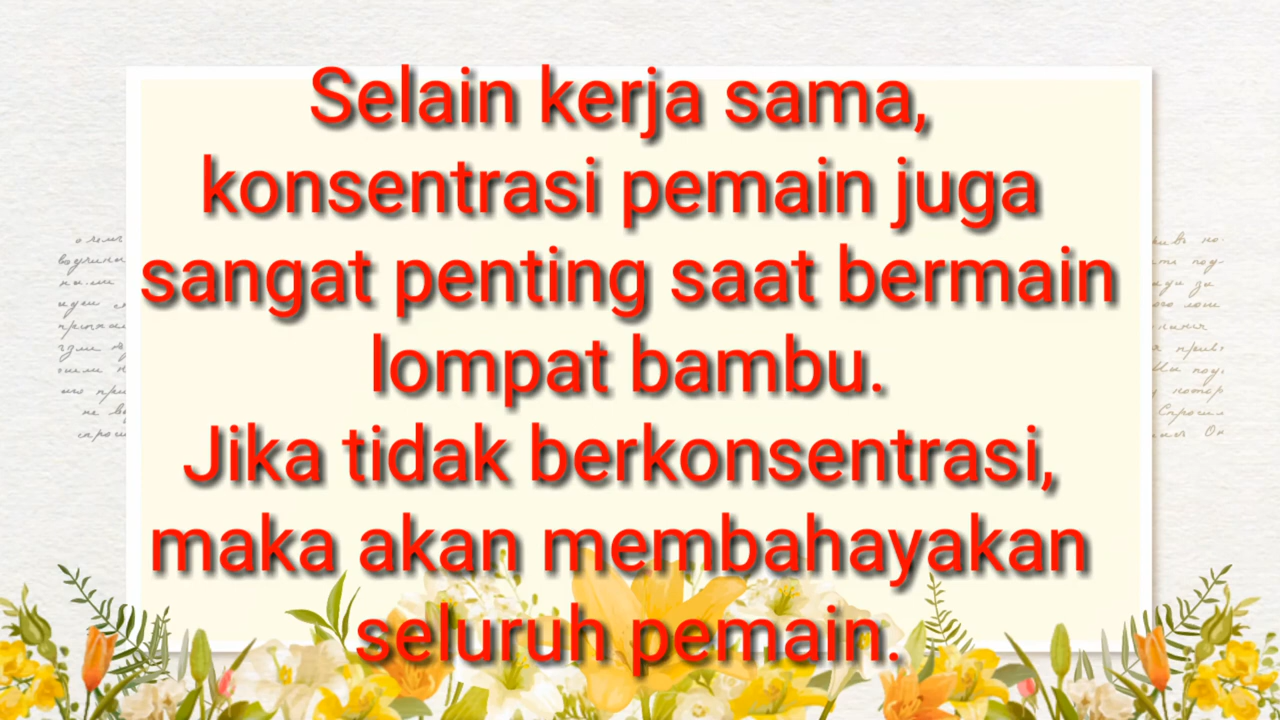 Selain kerja sama,
konsentrasi pemain juga
sangat penting saat bermain
lompat bambu.
Jika tidak berkonsentrasi,
maka akan membahayakan
seluruh pemain.